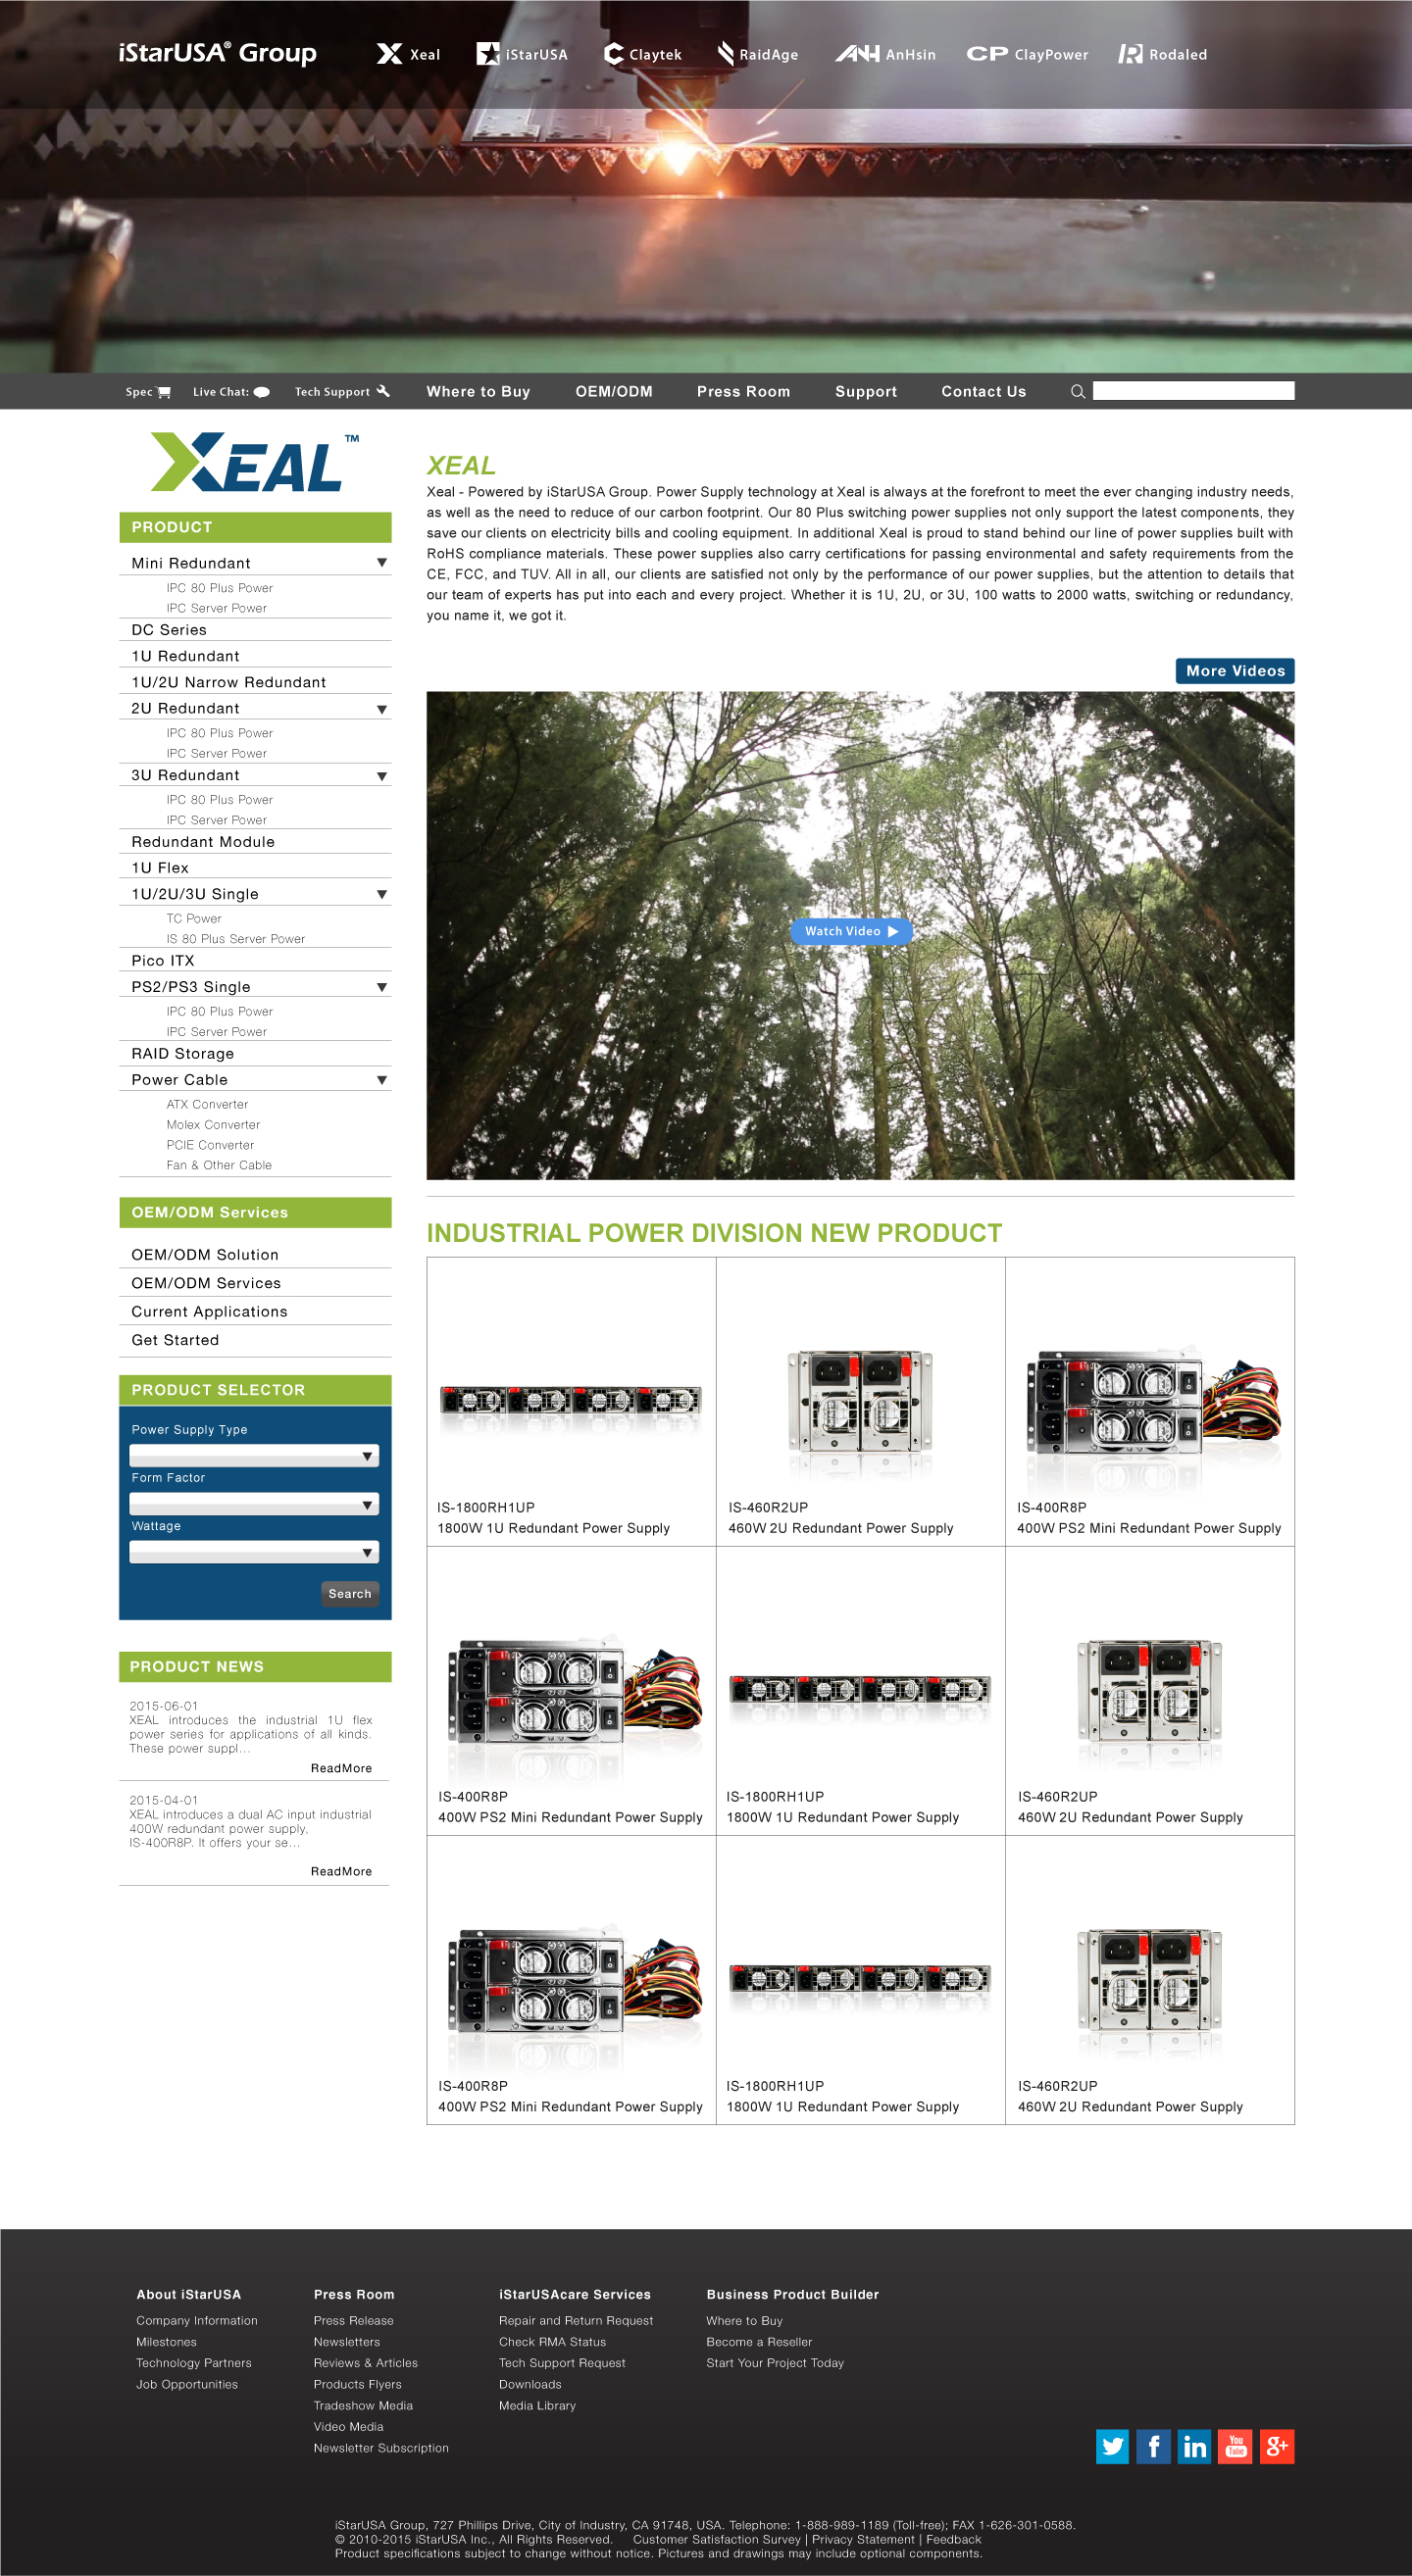 iStarUSA® Group
Xeal
iStarUSA
Claytek
RaidAge
AnHsin
CP ClayPower
Rodaled
Spec
Live Chat:
Tech Support
Where to Buy
OEM/ODM
Press Room
Support
Contact Us
XEAL™
PRODUCT
Mini Redundant
IPC 80 Plus Power
IPC Server Power
DC Series
1U Redundant
1U/2U Narrow Redundant
2U Redundant
IPC 80 Plus Power
IPC Server Power
3U Redundant
IPC 80 Plus Power
IPC Server Power
Redundant Module
1U Flex
1U/2U/3U Single
TC Power
IS 80 Plus Server Power
Pico ITX
PS2/PS3 Single
IPC 80 Plus Power
IPC Server Power
RAID Storage
Power Cable
ATX Converter
Molex Converter
PCIE Converter
Fan & Other Cable
OEM/ODM Services
OEM/ODM Solution
OEM/ODM Services
Current Applications
Get Started
PRODUCT SELECTOR
Power Supply Type
Form Factor
Wattage
Search
PRODUCT NEWS
2015-06-01
XEAL introduces the industrial 1U flex
power series for applications of all kinds.
These power suppl...
ReadMore
2015-04-01
XEAL introduces a dual AC input industrial
400W redundant power supply,
IS-400R8P. It offers your se...
ReadMore
XEAL
Xeal - Powered by iStarUSA Group. Power Supply technology at Xeal is always at the forefront to meet the ever changing industry needs,
as well as the need to reduce of our carbon footprint. Our 80 Plus switching power supplies not only support the latest components, they
save our clients on electricity bills and cooling equipment. In additional Xeal is proud to stand behind our line of power supplies built with
RoHS compliance materials. These power supplies also carry certifications for passing environmental and safety requirements from the
CE, FCC, and TUV. All in all, our clients are satisfied not only by the performance of our power supplies, but the attention to details that
our team of experts has put into each and every project. Whether it is 1U, 2U, or 3U, 100 watts to 2000 watts, switching or redundancy,
you name it, we got it.
More Videos
Watch Video
INDUSTRIAL POWER DIVISION NEW PRODUCT
IS-1800RH1UP
1800W 1U Redundant Power Supply
IS-460R2UP
460W 2U Redundant Power Supply
IS-400R8P
400W PS2 Mini Redundant Power Supply
IS-400R8P
400W PS2 Mini Redundant Power Supply
IS-1800RH1UP
1800W 1U Redundant Power Supply
IS-460R2UP
460W 2U Redundant Power Supply
IS-400R8P
400W PS2 Mini Redundant Power Supply
IS-1800RH1UP
1800W 1U Redundant Power Supply
IS-460R2UP
460W 2U Redundant Power Supply
About iStarUSA
Company Information
Milestones
Technology Partners
Job Opportunities
Press Room
Press Release
Newsletters
Reviews & Articles
Products Flyers
Tradeshow Media
Video Media
Newsletter Subscription
iStarUSAcare Services
Repair and Return Request
Check RMA Status
Tech Support Request
Downloads
Media Library
Business Product Builder
Where to Buy
Become a Reseller
Start Your Project Today
f
in
You Tube
g+
iStarUSA Group, 727 Phillips Drive, City of Industry, CA 91748, USA. Telephone: 1-888-989-1189 (Toll-free); FAX 1-626-301-0588.
© 2010-2015 iStarUSA Inc., All Rights Reserved. Customer Satisfaction Survey | Privacy Statement | Feedback
Product specifications subject to change without notice. Pictures and drawings may include optional components.